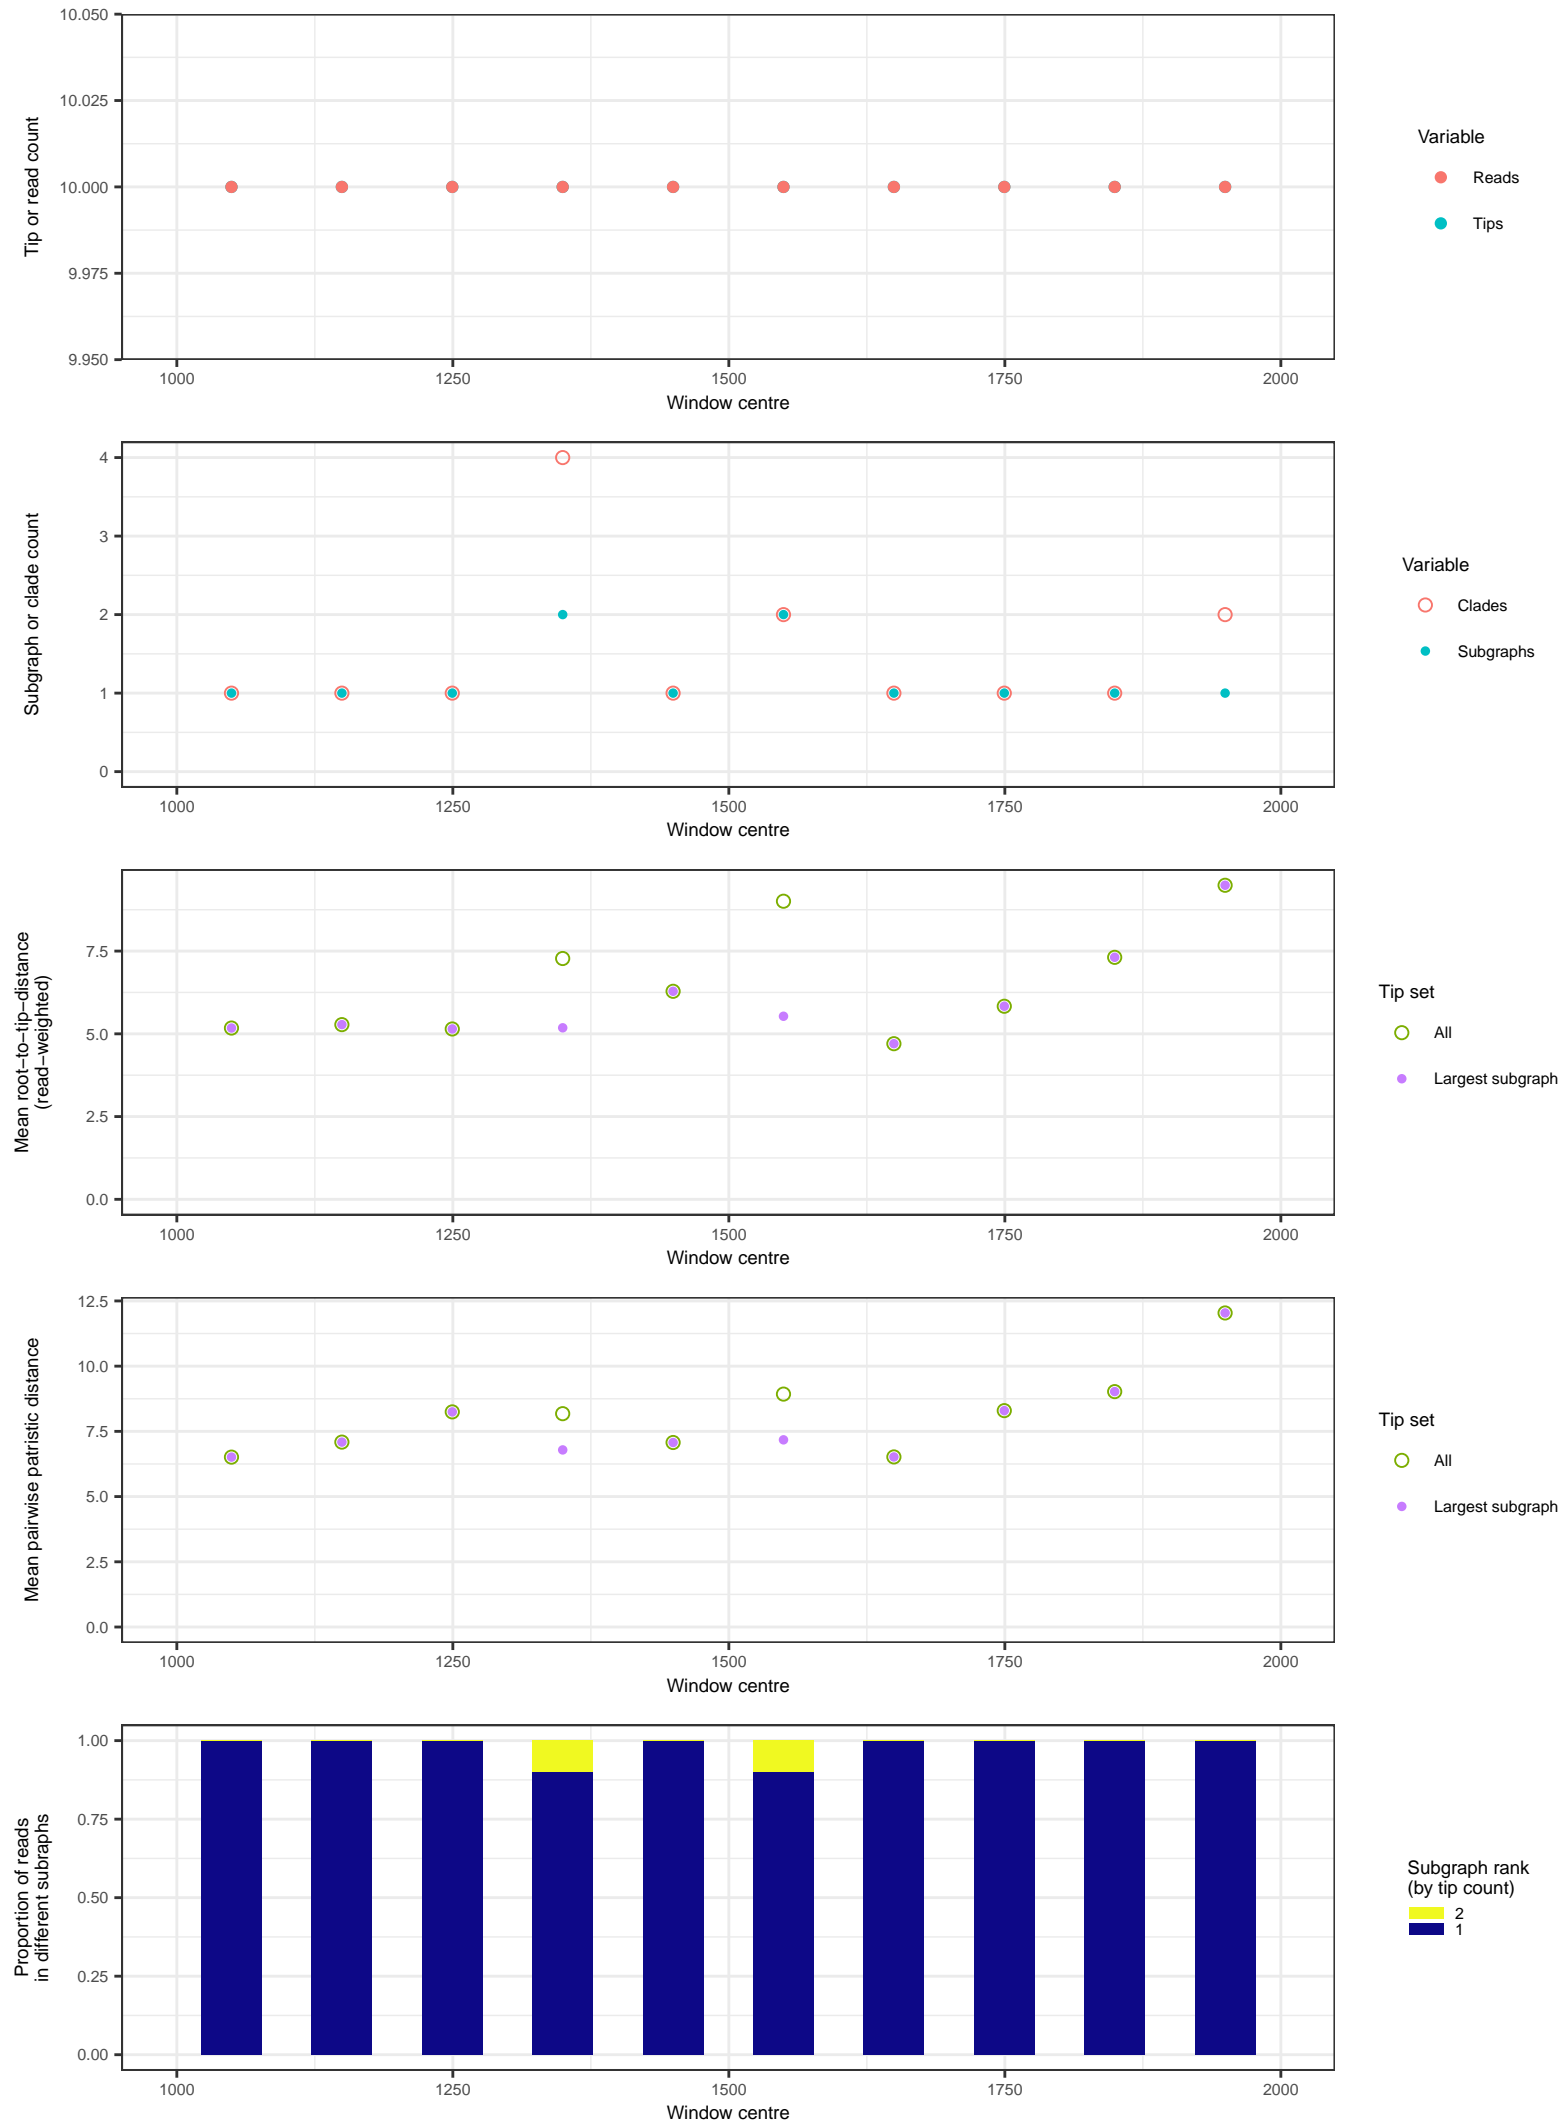 Tip or read count
10.050
10.025
10.000
9.975
9.950
1000 1250 1500 1750 2000
Window centre
Variable
Reads
Tips
Subgraph or clade count
4
3
2
1
0
1000 1250 1500 1750 2000
Window centre
Variable
Clades
Subgraphs
Mean root−to−tip−distance
(read−weighted)
7.5
5.0
2.5
0.0
1000 1250 1500 1750 2000
Window centre
Tip set
All
Largest subgraph
Mean pairwise patristic distance
12.5
10.0
7.5
5.0
2.5
0.0
1000 1250 1500 1750 2000
Window centre
Tip set
All
Largest subgraph
Proportion of reads
in different subraphs
1.00
0.75
0.50
0.25
0.00
1000 1250 1500 1750 2000
Window centre
Subgraph rank
(by tip count)
2
1